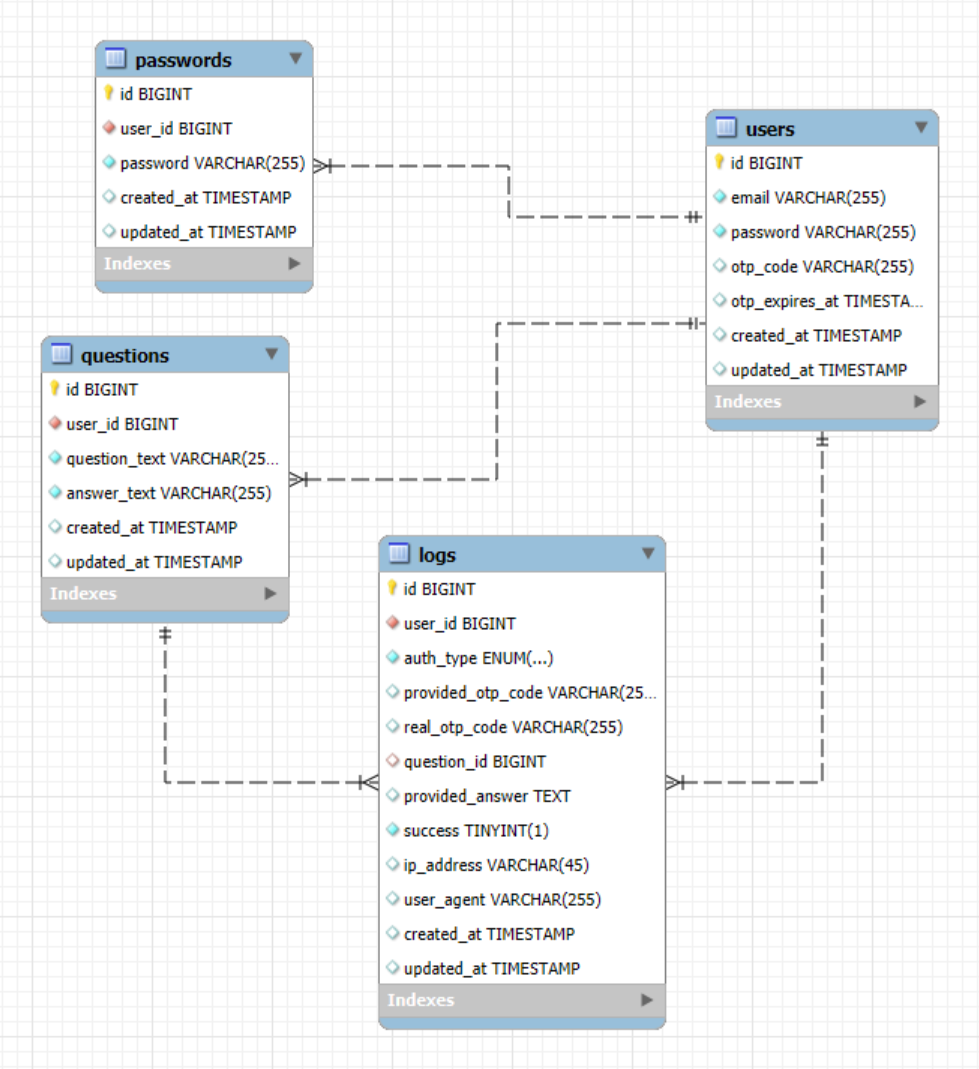 passwords
id BIGINT
user_id BIGINT
password VARCHAR(255)
created_at TIMESTAMP
updated_at TIMESTAMP
Indexes
users
id BIGINT
email VARCHAR(255)
password VARCHAR(255)
otp_code VARCHAR(255)
otp_expires_at TIMESTA...
created_at TIMESTAMP
updated_at TIMESTAMP
Indexes
questions
id BIGINT
user_id BIGINT
question_text VARCHAR(25...
answer_text VARCHAR(255)
created_at TIMESTAMP
updated_at TIMESTAMP
Indexes
logs
id BIGINT
user_id BIGINT
auth_type ENUM(...)
provided_otp_code VARCHAR(25...
real_otp_code VARCHAR(255)
question_id BIGINT
provided_answer TEXT
success TINYINT(1)
ip_address VARCHAR(45)
user_agent VARCHAR(255)
created_at TIMESTAMP
updated_at TIMESTAMP
Indexes